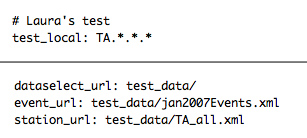 # Laura's test
test_local: TA.*.*.*
dataselect_url: test_data/
event_url: test_data/jan2007Events.xml
station_url: test_data/TA_all.xml